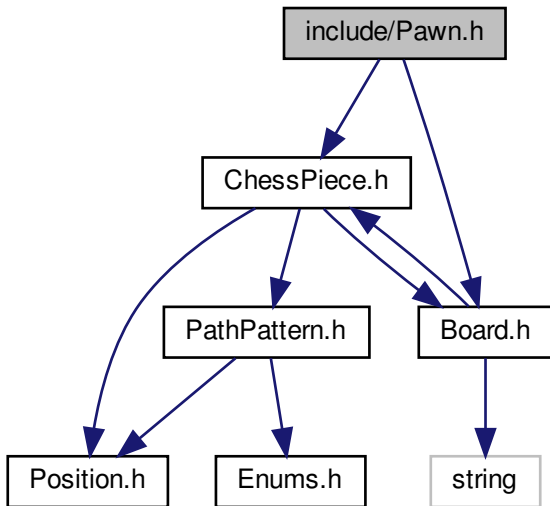 include/Pawn.h
ChessPiece.h
PathPattern.h
Board.h
Position.h
Enums.h
string